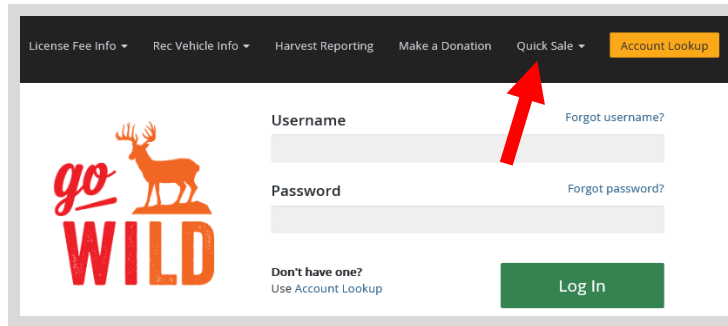 License Fee Info Rec Vehicle Info Harvest Reporting Make a Donation Quick Sale Account Lookup
Username Forgot username?
Password Forgot password?
go
WILD
Don't have one?
Use Account Lookup
Log In